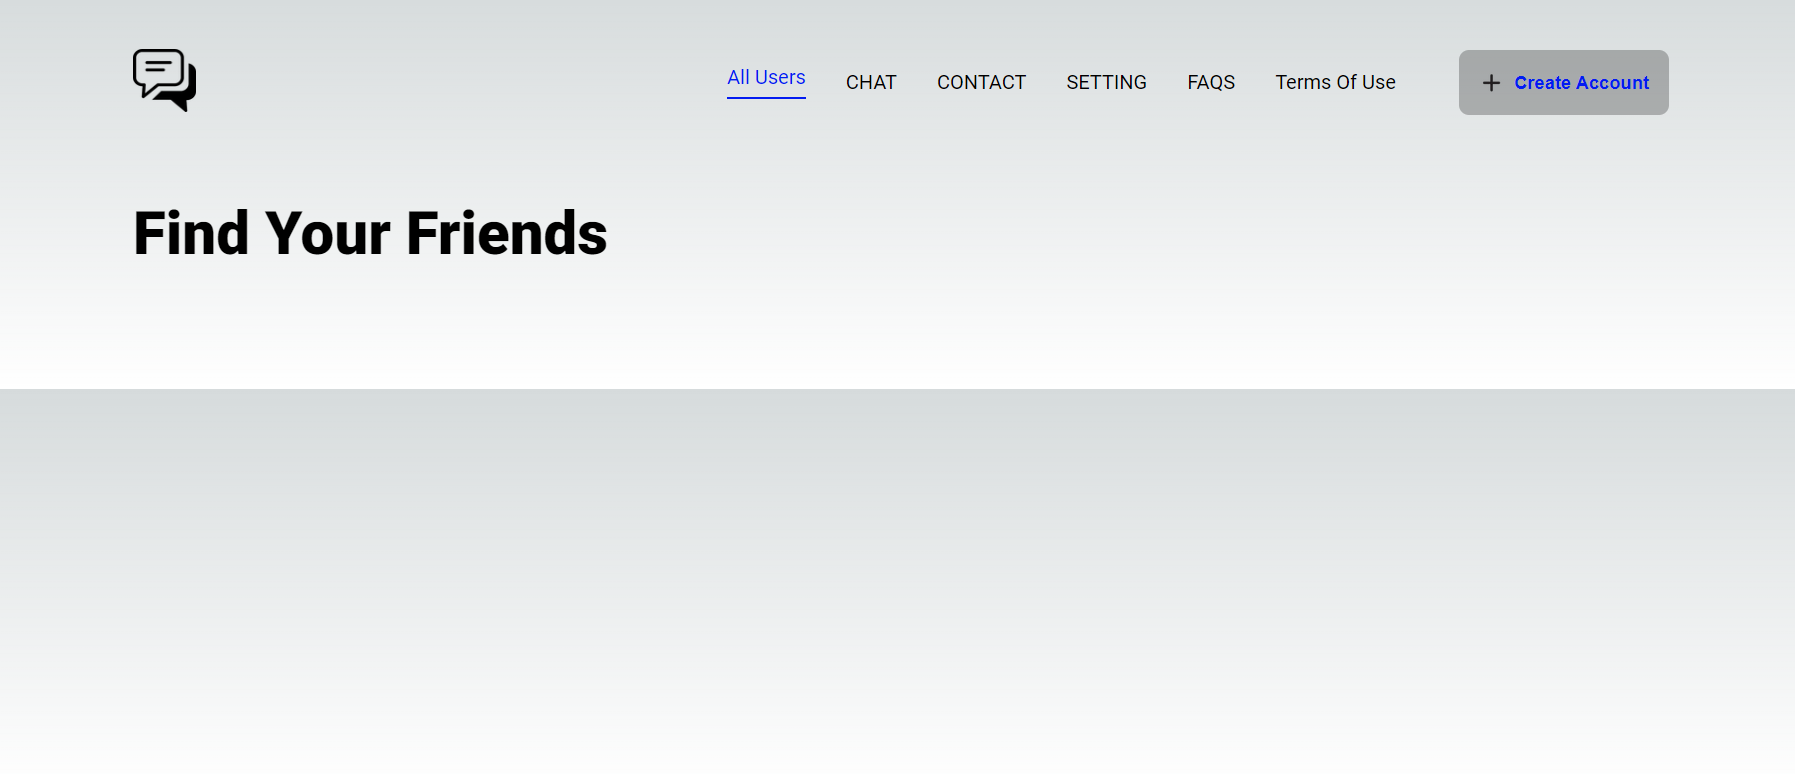 All Users CHAT CONTACT SETTING FAQS Terms Of Use Create Account
Find Your Friends